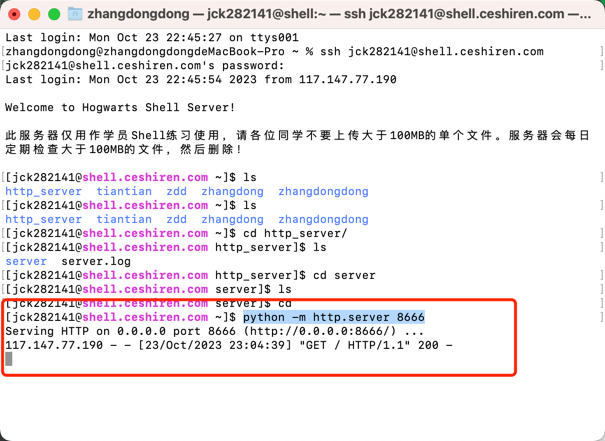 zhangdongdong — jck282141@shell:~ — ssh jck282141@shell.ceshiren.com —...
Last login: Mon Oct 23 22:45:27 on ttys001
[zhangdongdong@zhangdongdongdeMacBook-Pro ~ % ssh jck282141@shell.ceshiren.com
[jck282141@shell.ceshiren.com's password:
Last login: Mon Oct 23 22:45:54 2023 from 117.147.77.190
Welcome to Hogwarts Shell Server!
此服务器仅用作学员Shell练习使用，请各位同学不要上传大于100MB的单个文件。服务器会每日
定期检查大于100MB的文件，然后删除！
[[jck282141@shell.ceshiren.com ~]$ ls
http_server tiantian zdd zhangdong zhangdongdong
[[jck282141@shell.ceshiren.com ~]$ ls
http_server tiantian zdd zhangdong zhangdongdong
[[jck282141@shell.ceshiren.com ~]$ cd http_server/
[[jck282141@shell.ceshiren.com http_server]$ ls
server server.log
[[jck282141@shell.ceshiren.com http_server]$ cd server
[[jck282141@shell.ceshiren.com server]$ ls
[[jck282141@shell.ceshiren.com server]$ cd
[[jck282141@shell.ceshiren.com ~]$ python -m http.server 8666
Serving HTTP on 0.0.0.0 port 8666 (http://0.0.0.0:8666/) ...
117.147.77.190 - - [23/Oct/2023 23:04:39] "GET / HTTP/1.1" 200 -